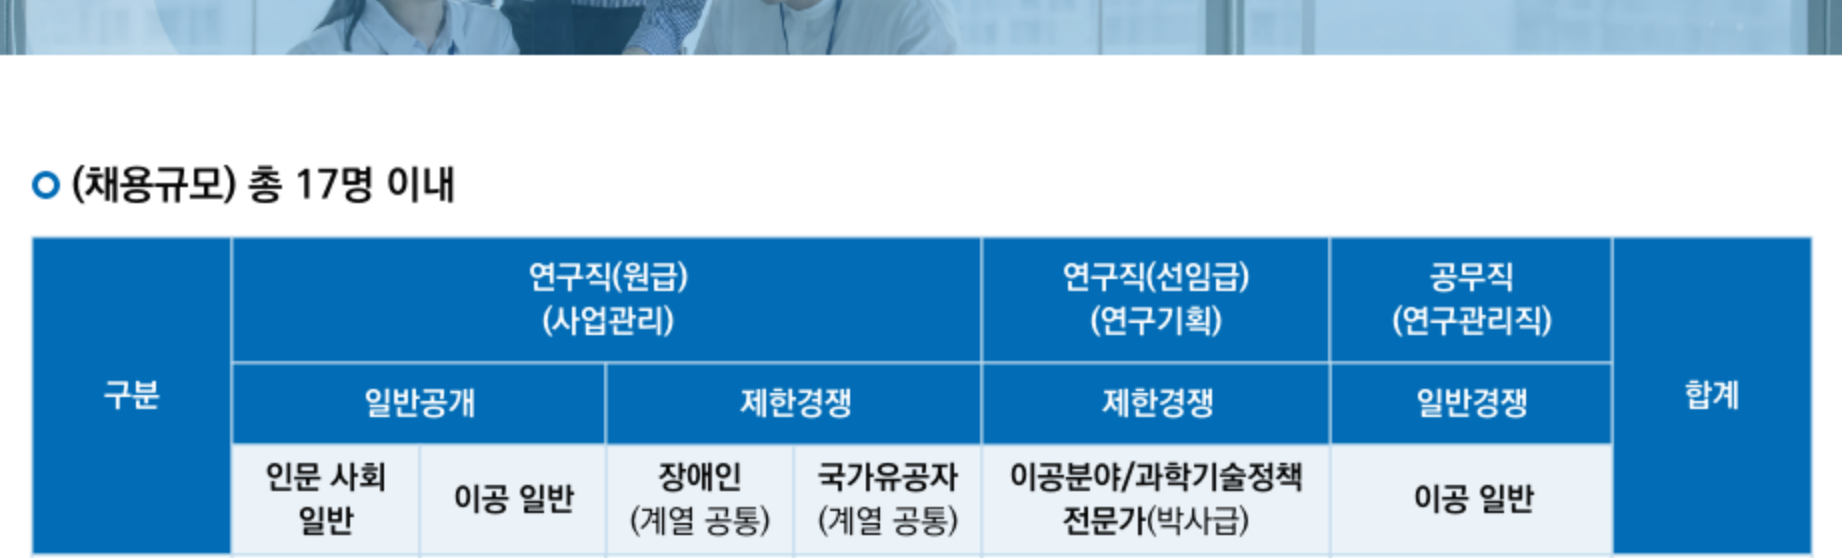 (채용규모) 총 17명 이내
구분
연구직(원급)
(사업관리)
연구직(선임급)
(연구기획)
공무직
(연구관리직)
합계
일반공개
제한경쟁
제한경쟁
일반경쟁
인문 사회
일반
이공 일반
장애인
(계열 공통)
국가유공자
(계열 공통)
이공분야/과학기술정책
전문가(박사급)
이공 일반